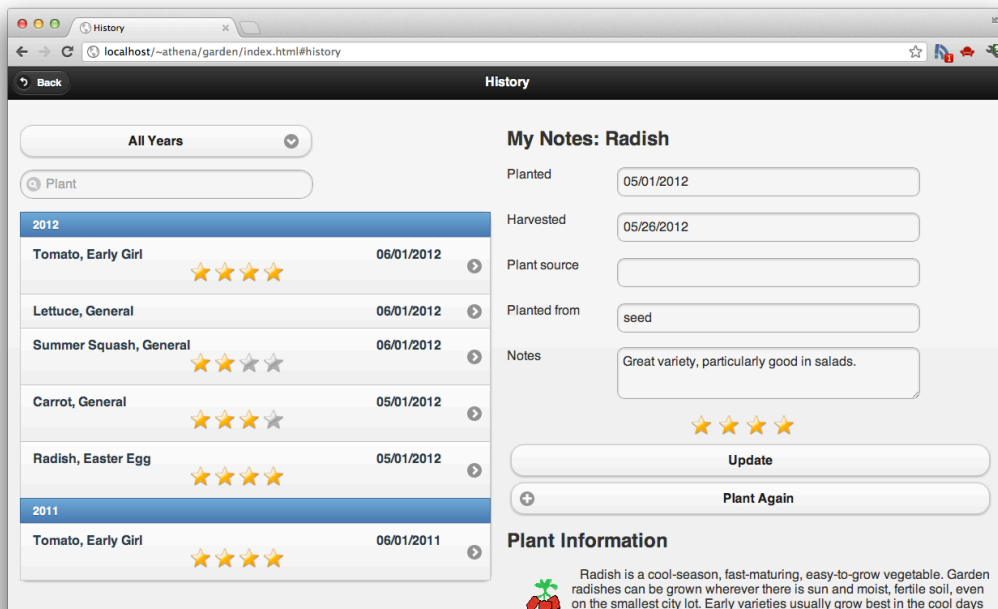 History
localhost/~athena/garden/index.html#history
1
Back
History
All Years
Plant
2012
Tomato, Early Girl 06/01/2012
Lettuce, General 06/01/2012
Summer Squash, General 06/01/2012
Carrot, General 05/01/2012
Radish, Easter Egg 05/01/2012
2011
Tomato, Early Girl 06/01/2011
My Notes: Radish
Planted 05/01/2012
Harvested 05/26/2012
Plant source
Planted from seed
Notes Great variety, particularly good in salads.
Update
Plant Again
Plant Information
Radish is a cool-season, fast-maturing, easy-to-grow vegetable. Garden
radishes can be grown wherever there is sun and moist, fertile soil, even
on the smallest city lot. Early varieties usually grow best in the cool days